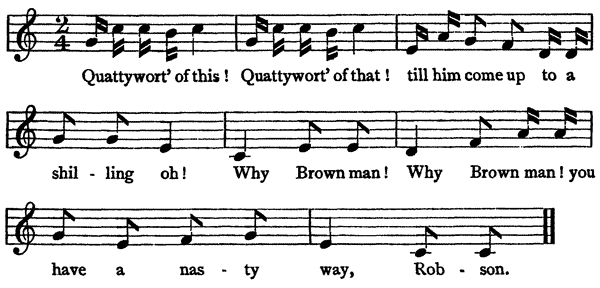 2 4
Quattywort' of this! Quattywort' of that! till him come up to a
shil - ling oh! Why Brown man! Why Brown man! you
have a nas - ty way, Rob - son.